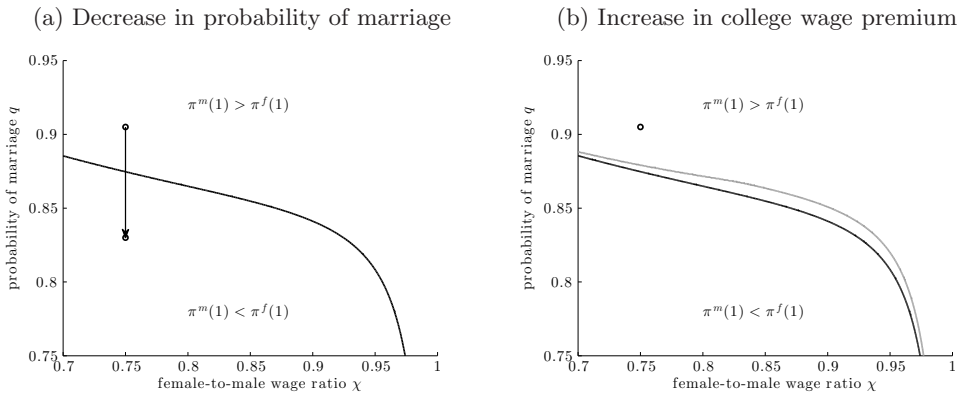 (a) Decrease in probability of marriage
0.95
0.9
0.85
0.8
0.75
probability of marriage q
π^m(1) > π^f(1)
π^m(1) < π^f(1)
0.7 0.75 0.8 0.85 0.9 0.95 1
female-to-male wage ratio χ
(b) Increase in college wage premium
0.95
0.9
0.85
0.8
0.75
probability of marriage q
π^m(1) > π^f(1)
π^m(1) < π^f(1)
0.7 0.75 0.8 0.85 0.9 0.95 1
female-to-male wage ratio χ